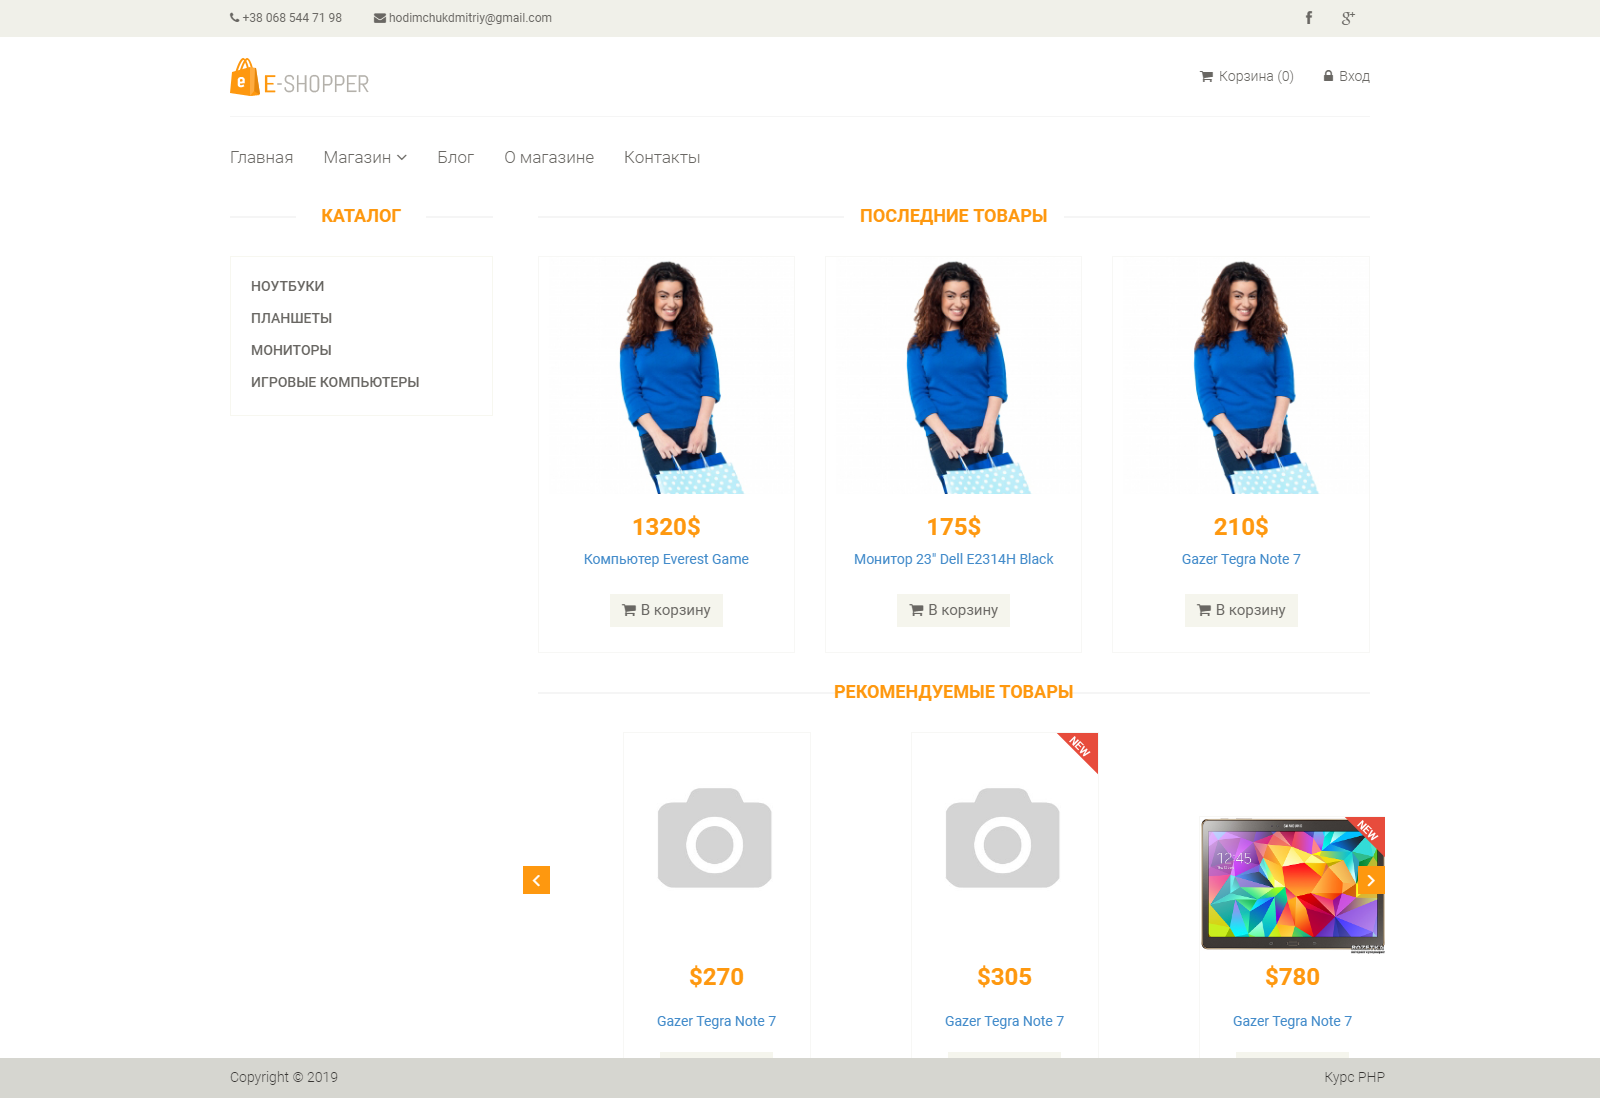 +38 068 544 71 98 hodimchukdmitriy@gmail.com
e E-SHOPPER
Корзина (0) Вход
Главная Магазин Блог О магазине Контакты
КАТАЛОГ
НОУТБУКИ
ПЛАНШЕТЫ
МОНИТОРЫ
ИГРОВЫЕ КОМПЬЮТЕРЫ
ПОСЛЕДНИЕ ТОВАРЫ
1320$ 175$ 210$
Компьютер Everest Game Монитор 23" Dell E2314H Black Gazer Tegra Note 7
В корзину В корзину В корзину
РЕКОМЕНДУЕМЫЕ ТОВАРЫ
NEW
NEW
SAMSUNG
12:45
ROZETKA
$270 $305 $780
Gazer Tegra Note 7 Gazer Tegra Note 7 Gazer Tegra Note 7
Copyright © 2019 Курс PHP